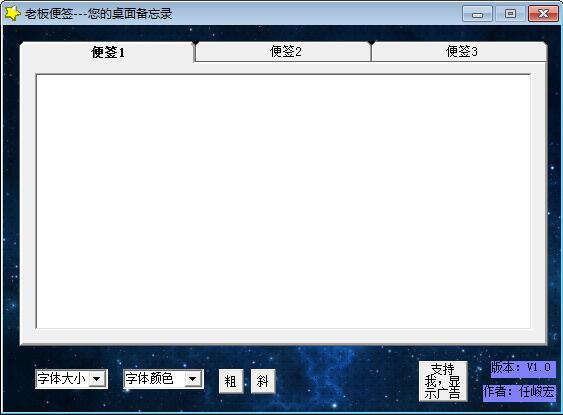 老板便签---您的桌面备忘录
便签1
便签2
便签3
字体大小
字体颜色
粗
斜
支持
我,显
示广告
版本: V1.0
作者: 任峻宏